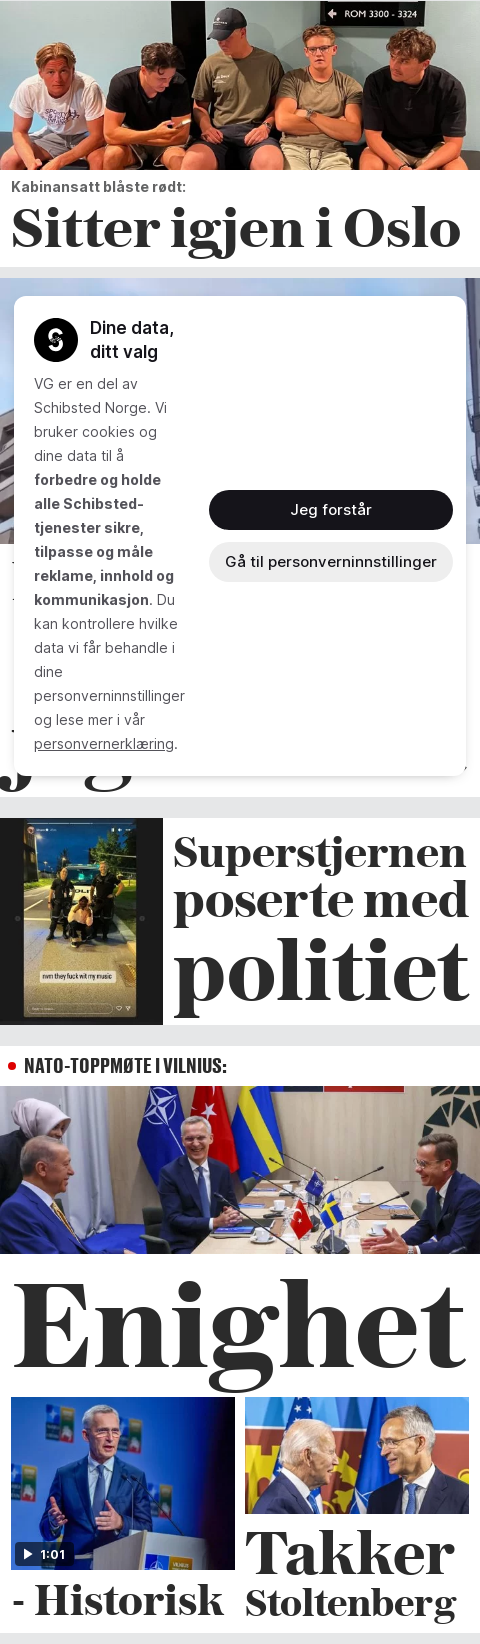 ROM 3300 - 3324
Kabinansatt blåste rødt:
Sitter igjen i Oslo
Dine data,
ditt valg
VG er en del av
Schibsted Norge. Vi
bruker cookies og
dine data til å
forbedre og holde
alle Schibsted-
tjenester sikre,
tilpasse og måle
reklame, innhold og
kommunikasjon. Du
kan kontrollere hvilke
data vi får behandle i
dine
personverninnstillinger
og lese mer i vår
personvernerklæring.
Jeg forstår
Gå til personverninnstillinger
nvm they fuck wit my music
Superstjernen
poserte med
politiet
NATO-TOPPMØTE I VILNIUS:
Enighet
1:01
- Historisk
Takker
Stoltenberg